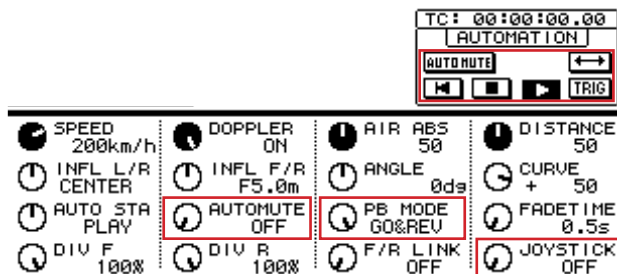 TC: 00:00:00.00
AUTOMATION
AUTOMUTE
TRIG
SPEED
200km/h
DOPPLER
ON
AIR ABS
50
DISTANCE
50
INFL L/R
CENTER
INFL F/R
F5.0m
ANGLE
0dg
CURVE
+ 50
AUTO STA
PLAY
AUTOMUTE
OFF
PB MODE
GO&REV
FADETIME
0.5s
DIV F
100%
DIV R
100%
F/R LINK
OFF
JOYSTICK
OFF